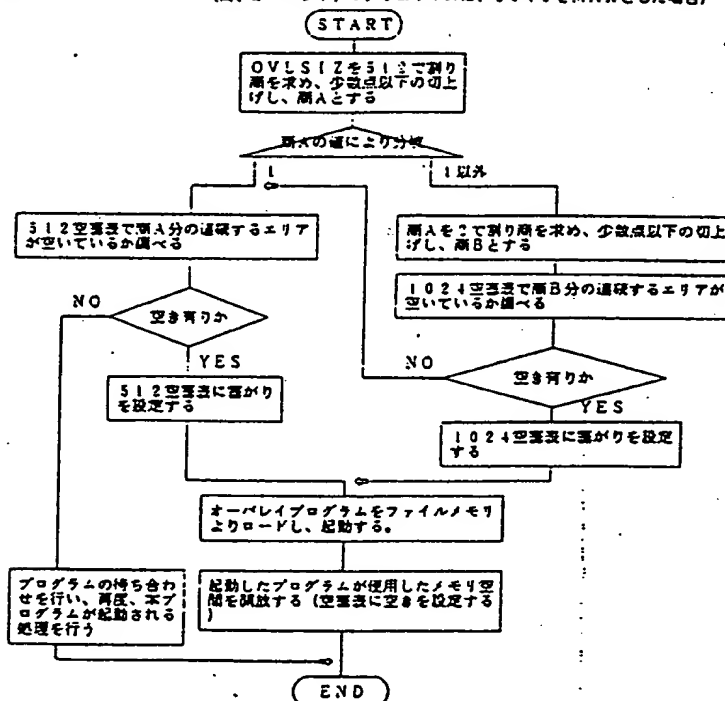 START
OVLSIZを512で割り
商を求め、少数点以下の切上
げし、商Aとする
商Aの値により分岐
1
1以外
512空塞表で商A分の連続するエリア
が空いているか調べる
商Aを2で割り商を求め、少数点以下の切上
げし、商Bとする
1024空塞表で商B分の連続するエリアが
空いているか調べる
NO
空き有りか
YES
NO
空き有りか
YES
512空塞表に塞がり
を設定する
1024空塞表に塞がりを設定
する
オーバレイプログラムをファイルメモリ
よりロードし、起動する。
プログラムの待ち合わ
せを行い、再度、本プ
ログラムが起動される
処理を行う
起動したプログラムが使用したメモリ空
間を開放する(空塞表に空きを設定する
)
END